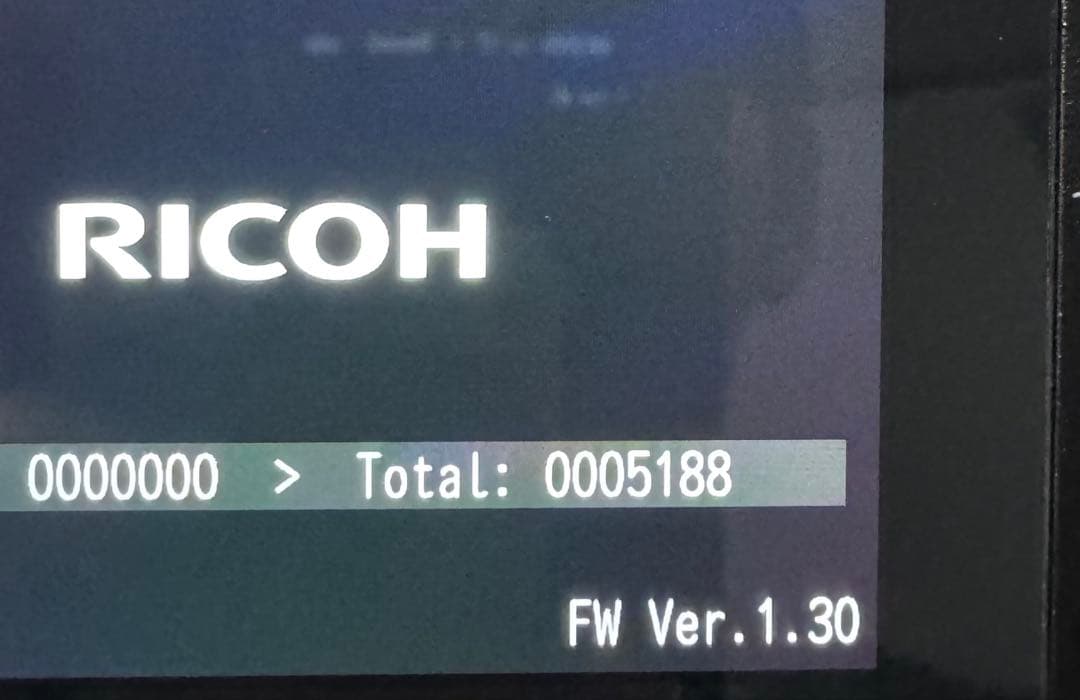 RICOH
0000000 > Total: 0005188
FW Ver.1.30